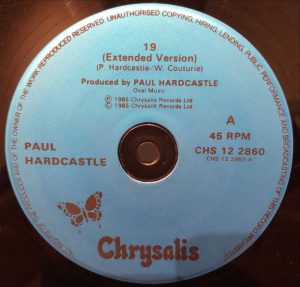 ALL RIGHTS OF THE PRODUCER AND OF THE OWNER OF THE WORK REPRODUCED RESERVED UNAUTHORISED COPYING, HIRING, LENDING, PUBLIC PERFORMANCE AND BROADCASTING OF THIS RECORD PROHIBITED
19
(Extended Version)
(P. Hardcastle/W. Couturie)
Produced by PAUL HARDCASTLE
Oval Music
Ⓟ 1985 Chrysalis Records Ltd
© 1985 Chrysalis Records Ltd
A
45 RPM
CHS 12 2860
CHS 12 2860-A
PAUL
HARDCASTLE
Chrysalis